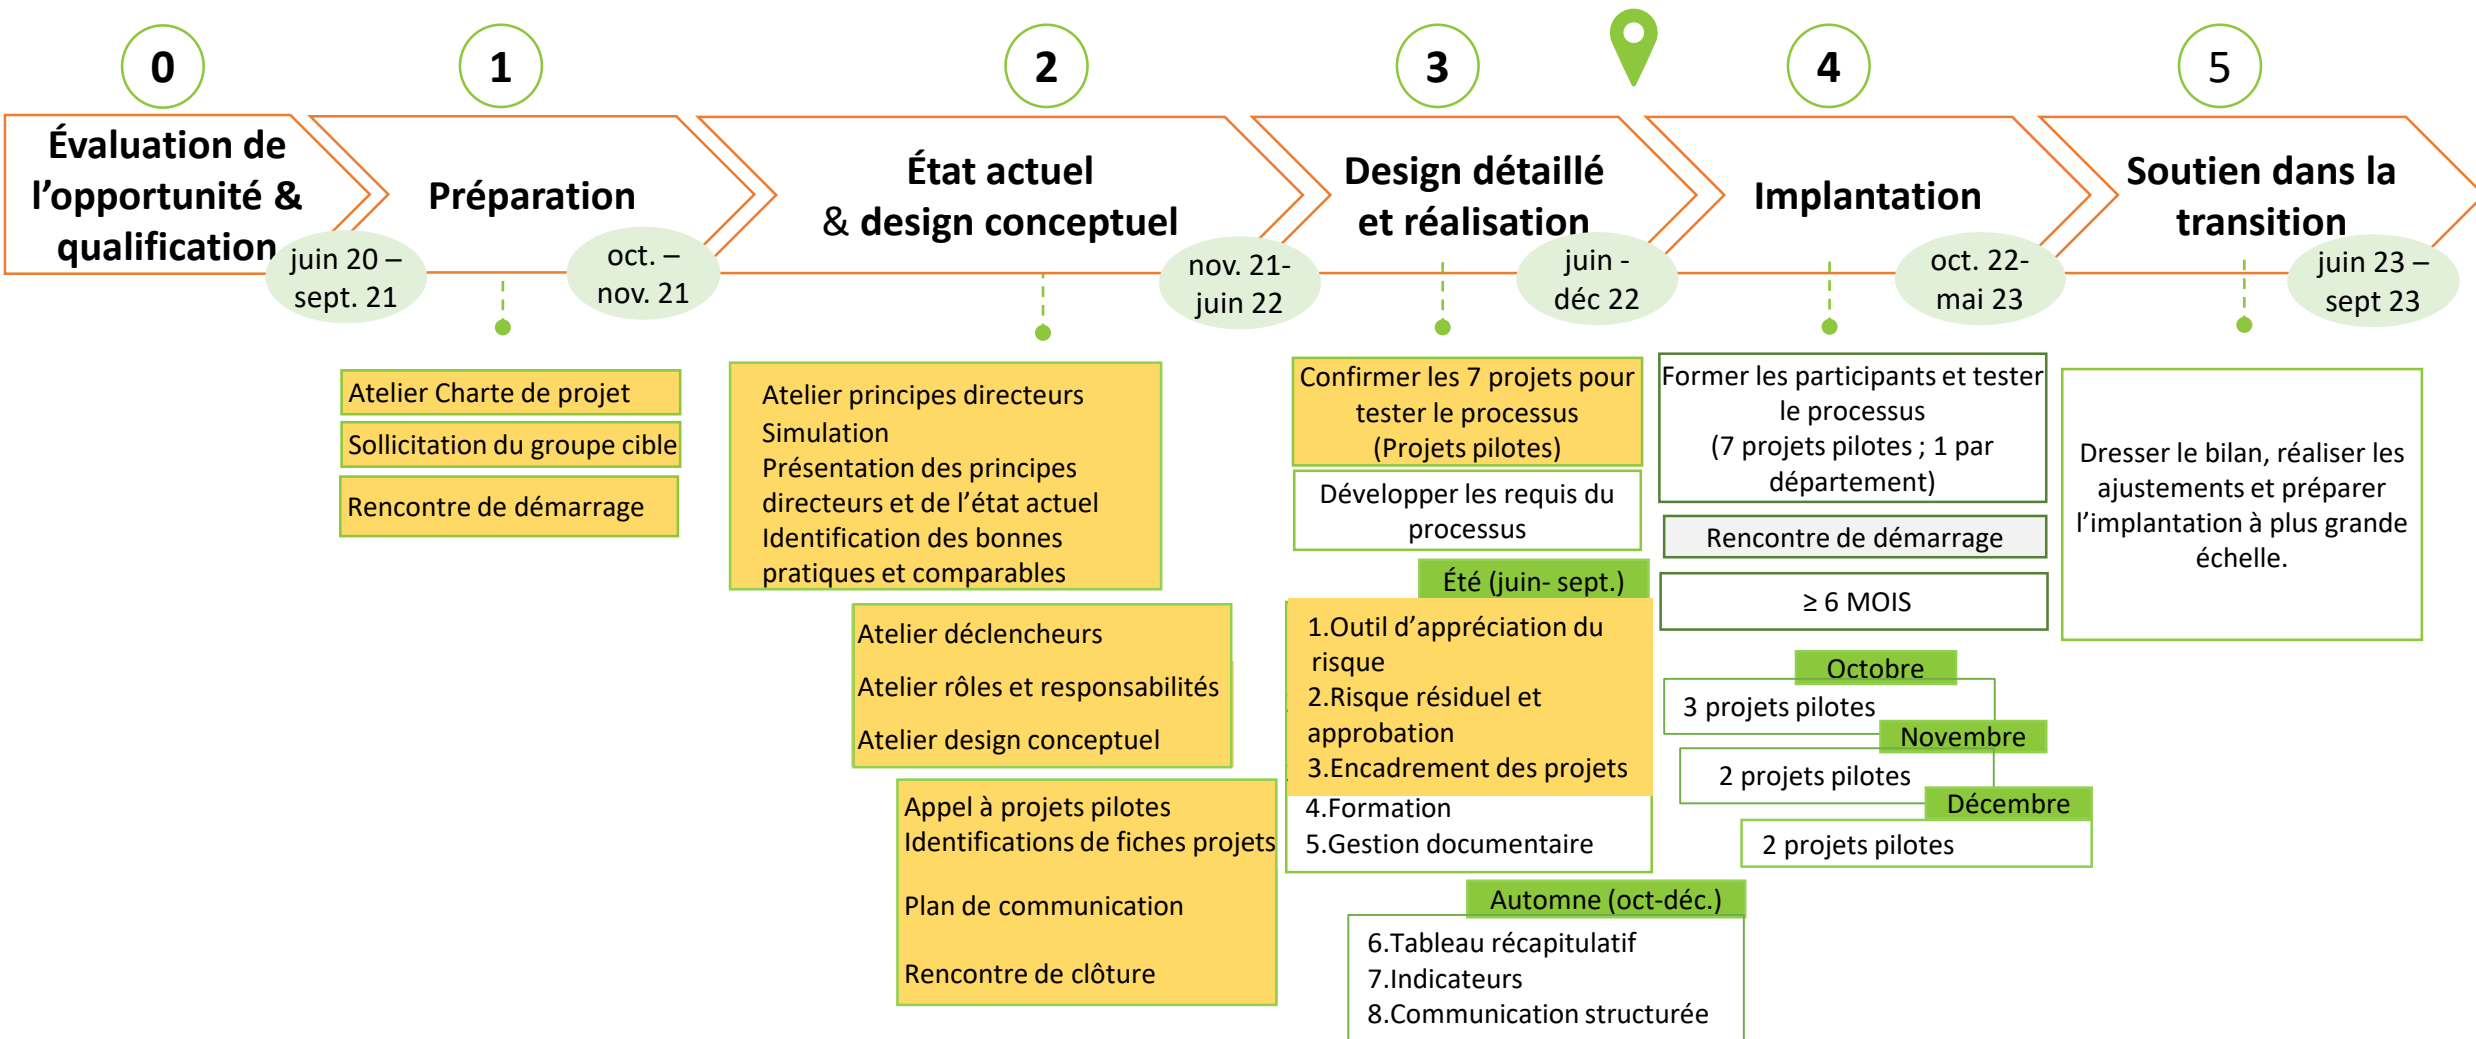 0
1
2
3
4
5
Évaluation de
l'opportunité &
qualification
juin 20 –
sept. 21
Préparation
oct. –
nov. 21
État actuel
& design conceptuel
nov. 21-
juin 22
Design détaillé
et réalisation
juin -
déc 22
Implantation
oct. 22-
mai 23
Soutien dans la
transition
juin 23 –
sept 23
Atelier Charte de projet
Sollicitation du groupe cible
Rencontre de démarrage
Atelier principes directeurs
Simulation
Présentation des principes
directeurs et de l'état actuel
Identification des bonnes
pratiques et comparables
Atelier déclencheurs
Atelier rôles et responsabilités
Atelier design conceptuel
Appel à projets pilotes
Identifications de fiches projets
Plan de communication
Rencontre de clôture
Confirmer les 7 projets pour
tester le processus
(Projets pilotes)
Développer les requis du
processus
Été (juin- sept.)
1.Outil d'appréciation du
risque
2.Risque résiduel et
approbation
3.Encadrement des projets
4.Formation
5.Gestion documentaire
Automne (oct-déc.)
6.Tableau récapitulatif
7.Indicateurs
8.Communication structurée
Former les participants et tester
le processus
(7 projets pilotes ; 1 par
département)
Rencontre de démarrage
≥ 6 MOIS
Octobre
3 projets pilotes
Novembre
2 projets pilotes
Décembre
2 projets pilotes
Dresser le bilan, réaliser les
ajustements et préparer
l'implantation à plus grande
échelle.